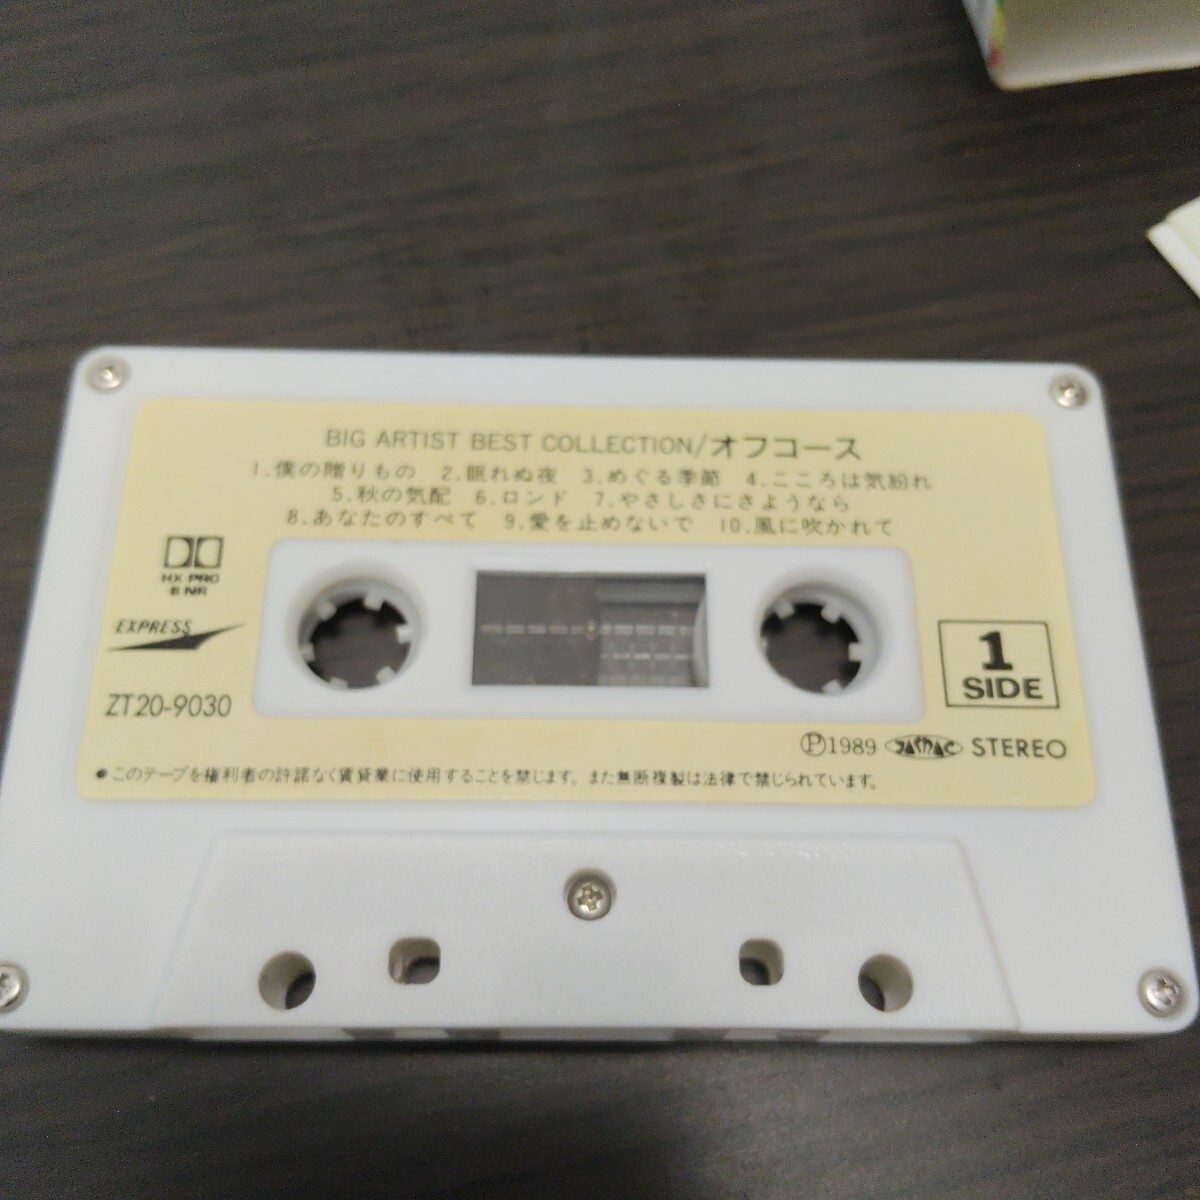 BIG ARTIST BEST COLLECTION/オフコース
1.僕の贈りもの 2.眠れぬ夜 3.めぐる季節 4.こころは気紛れ
5.秋の気配 6.ロンド 7.やさしさにさようなら
8.あなたのすべて 9.愛を止めないで 10.風に吹かれて
HX PRO
B NR
EXPRESS
ZT20-9030
1
SIDE
Ⓟ1989 JASRAC STEREO
●このテープを権利者の許諾なく賃貸業に使用することを禁じます。また無断複製は法律で禁じられています。